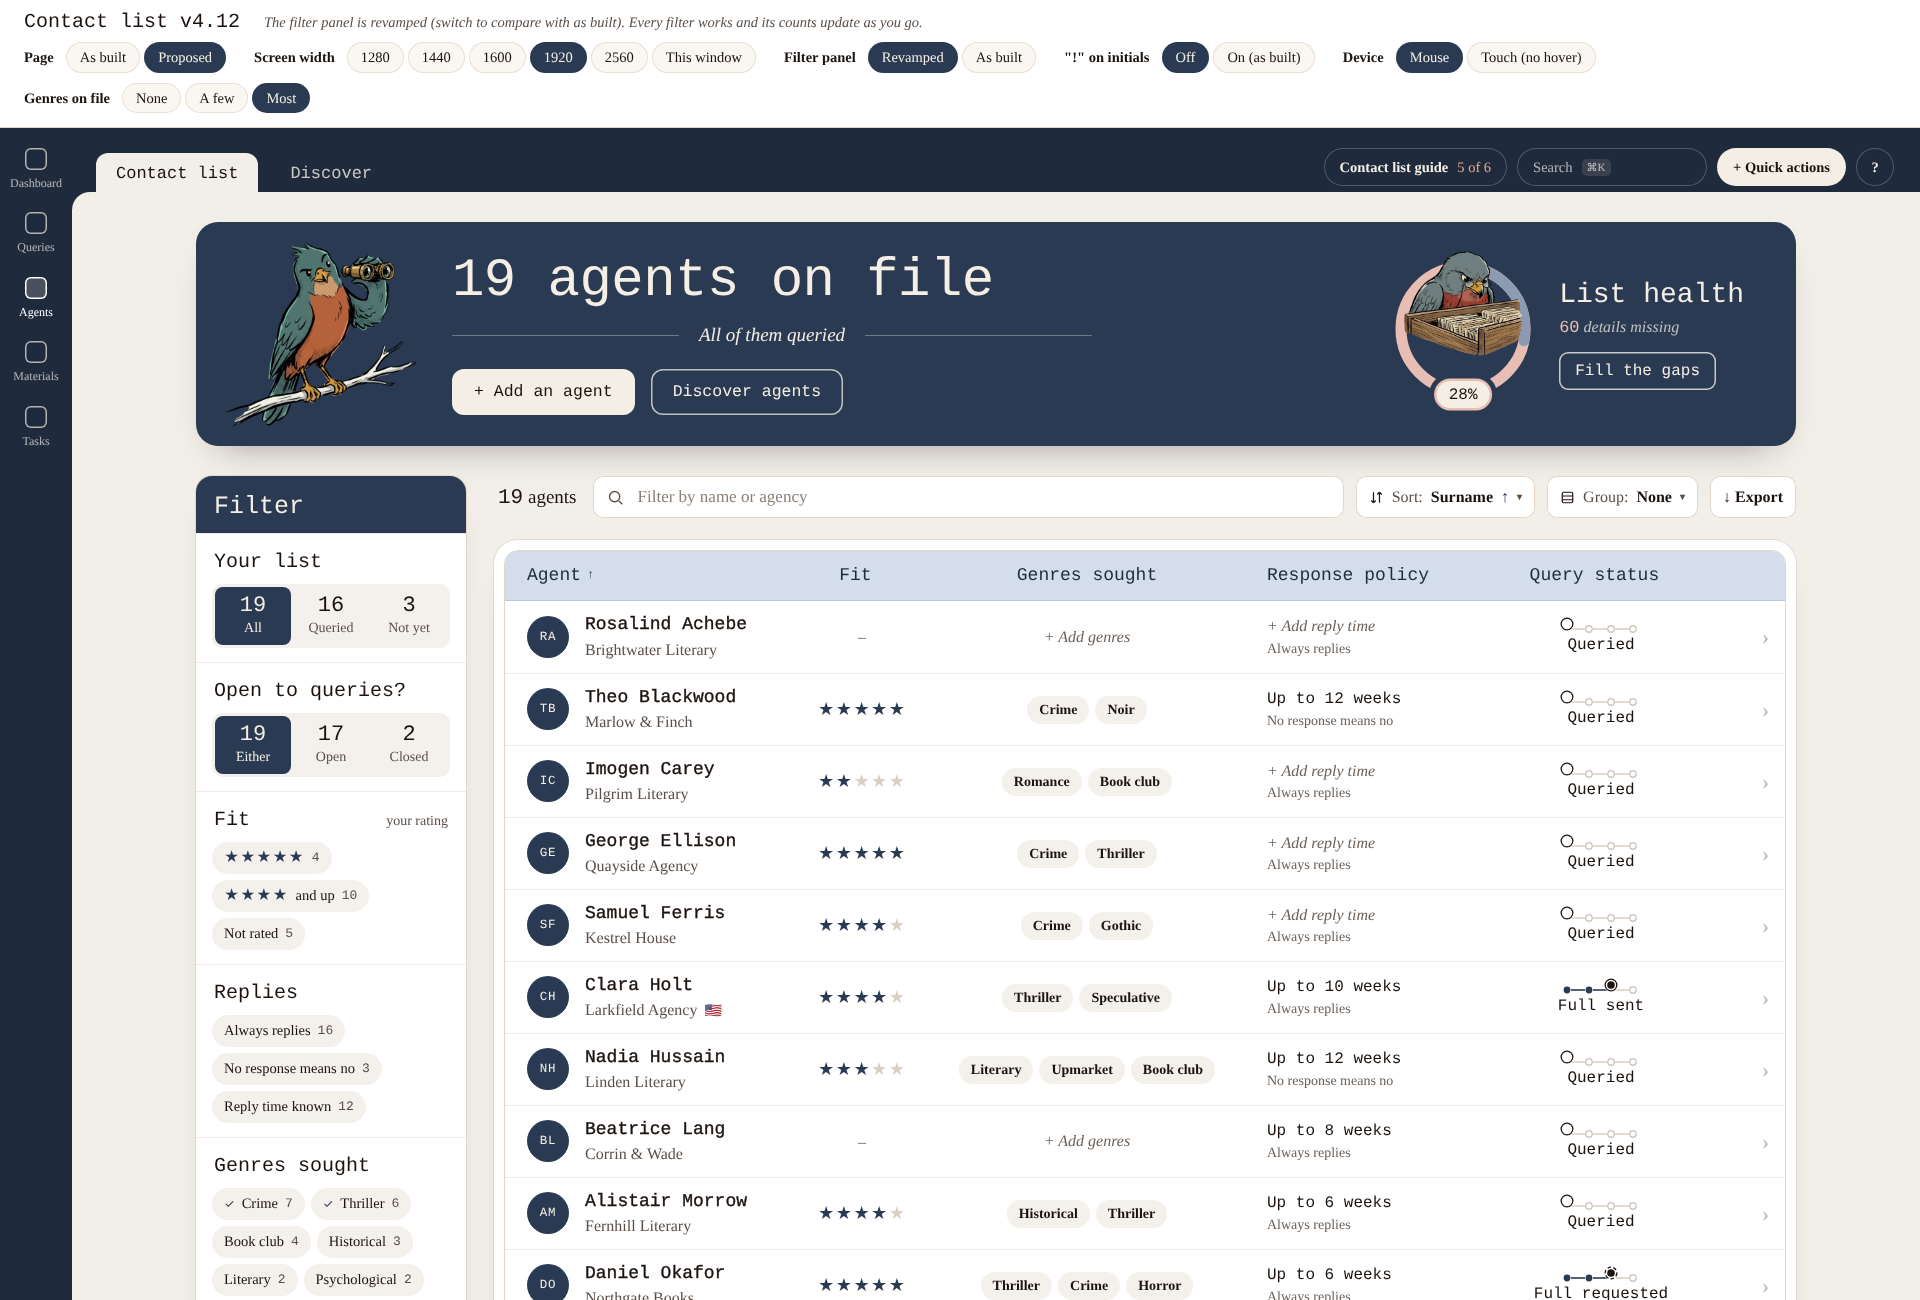 Contact list v4.12 The filter panel is revamped (switch to compare with as built). Every filter works and its counts update as you go.
Page As built Proposed Screen width 1280 1440 1600 1920 2560 This window Filter panel Revamped As built "!" on initials Off On (as built) Device Mouse Touch (no hover)
Genres on file None A few Most
Dashboard
Queries
Agents
Materials
Tasks
Contact list Discover Contact list guide 5 of 6 Search ⌘K + Quick actions ?
19 agents on file
All of them queried
+ Add an agent Discover agents
28%
List health
60 details missing
Fill the gaps
Filter
Your list
19 16 3
All Queried Not yet
Open to queries?
19 17 2
Either Open Closed
Fit your rating
★★★★★ 4
★★★★ and up 10
Not rated 5
Replies
Always replies 16
No response means no 3
Reply time known 12
Genres sought
✓ Crime 7 ✓ Thriller 6
Book club 4 Historical 3
Literary 2 Psychological 2
19 agents Filter by name or agency Sort: Surname ↑ ▾ Group: None ▾ ↓ Export
Agent ↑ Fit Genres sought Response policy Query status
RA Rosalind Achebe – + Add genres + Add reply time
Brightwater Literary Always replies Queried ›
TB Theo Blackwood ★★★★★ Crime Noir Up to 12 weeks
Marlow & Finch No response means no Queried ›
IC Imogen Carey ★★★★★ Romance Book club + Add reply time
Pilgrim Literary Always replies Queried ›
GE George Ellison ★★★★★ Crime Thriller + Add reply time
Quayside Agency Always replies Queried ›
SF Samuel Ferris ★★★★★ Crime Gothic + Add reply time
Kestrel House Always replies Queried ›
CH Clara Holt ★★★★★ Thriller Speculative Up to 10 weeks
Larkfield Agency 🇺🇸 Always replies Full sent ›
NH Nadia Hussain ★★★★★ Literary Upmarket Book club Up to 12 weeks
Linden Literary No response means no Queried ›
BL Beatrice Lang – + Add genres Up to 8 weeks
Corrin & Wade Always replies Queried ›
AM Alistair Morrow ★★★★★ Historical Thriller Up to 6 weeks
Fernhill Literary Always replies Queried ›
DO Daniel Okafor ★★★★★ Thriller Crime Horror Up to 6 weeks
Northgate Books Always replies Full requested ›